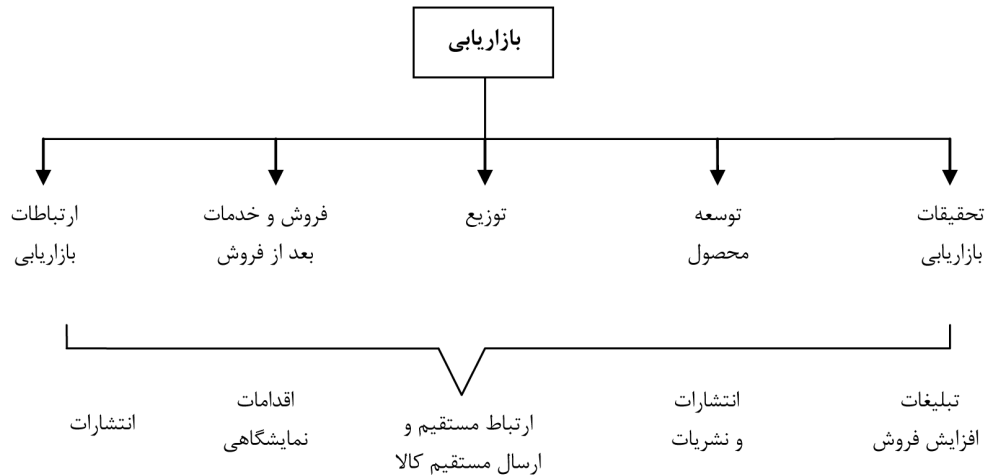 بازاریابی
تحقیقات
بازاریابی
توسعه
محصول
توزیع
فروش و خدمات
بعد از فروش
ارتباطات
بازاریابی
تبلیغات
افزایش فروش
انتشارات
و نشریات
ارتباط مستقیم و
ارسال مستقیم کالا
اقدامات
نمایشگاهی
انتشارات